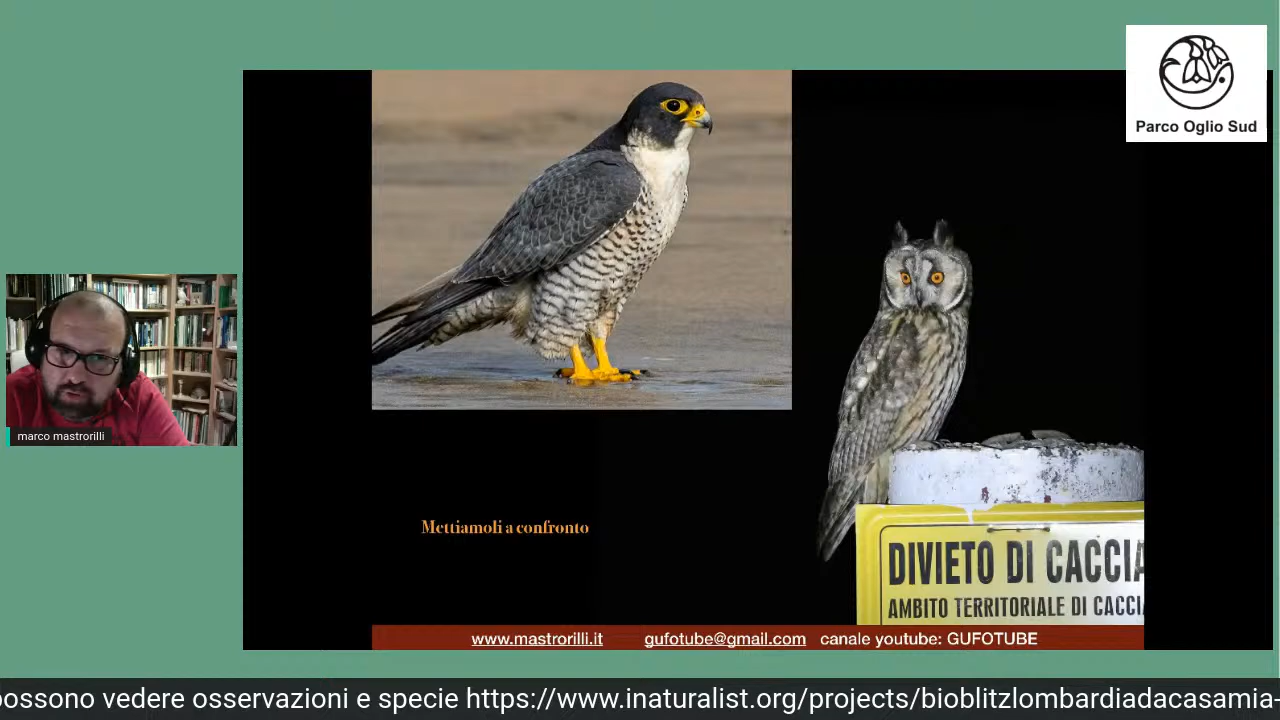 Parco Oglio Sud
marco mastrorilli
Mettiamoli a confronto
DIVIETO DI CACCIA
AMBITO TERRITORIALE DI CACCI
www.mastrorilli.it gufotube@gmail.com canale youtube: GUFOTUBE
possono vedere osservazioni e specie https://www.inaturalist.org/projects/bioblitzlombardiadacasamia-